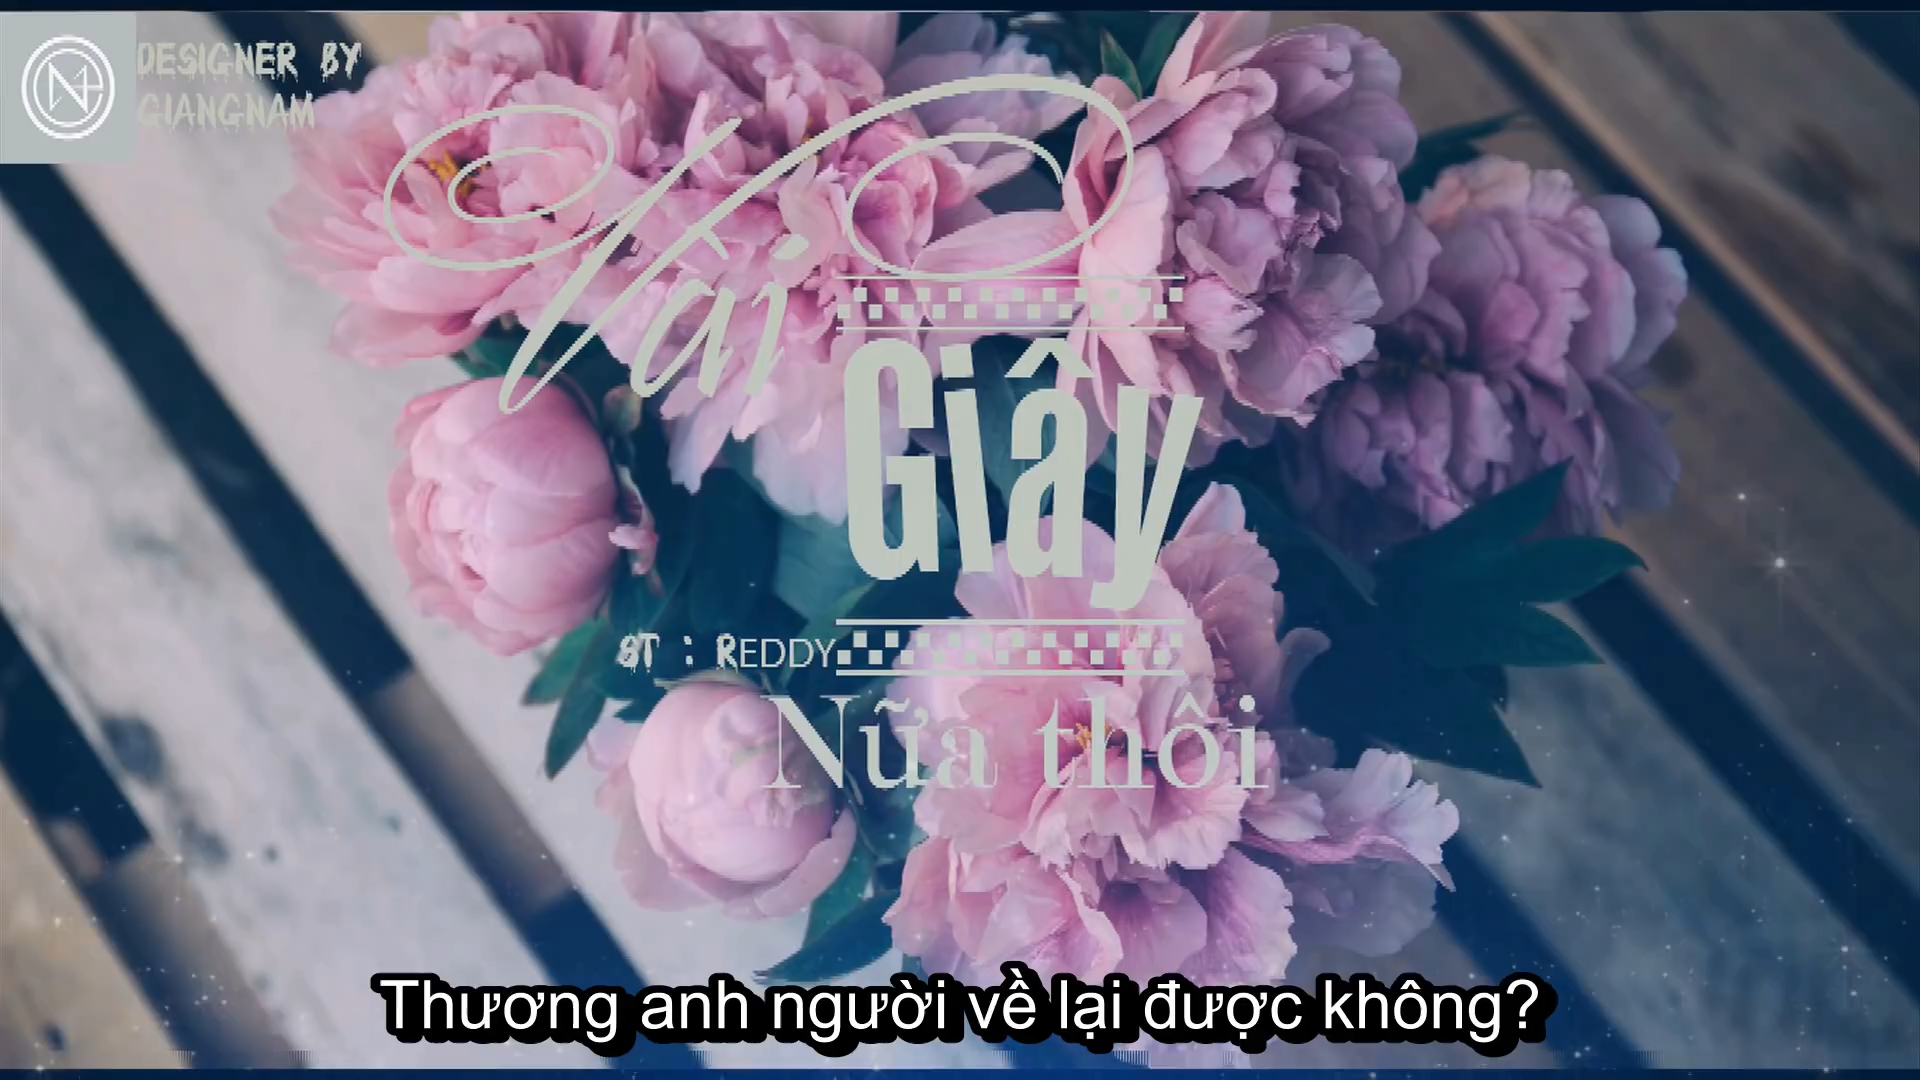 DESIGNER BY
GIANGNAM
Vài
Giây
ST : REDDY
Nữa thôi
Thương anh người về lại được không?